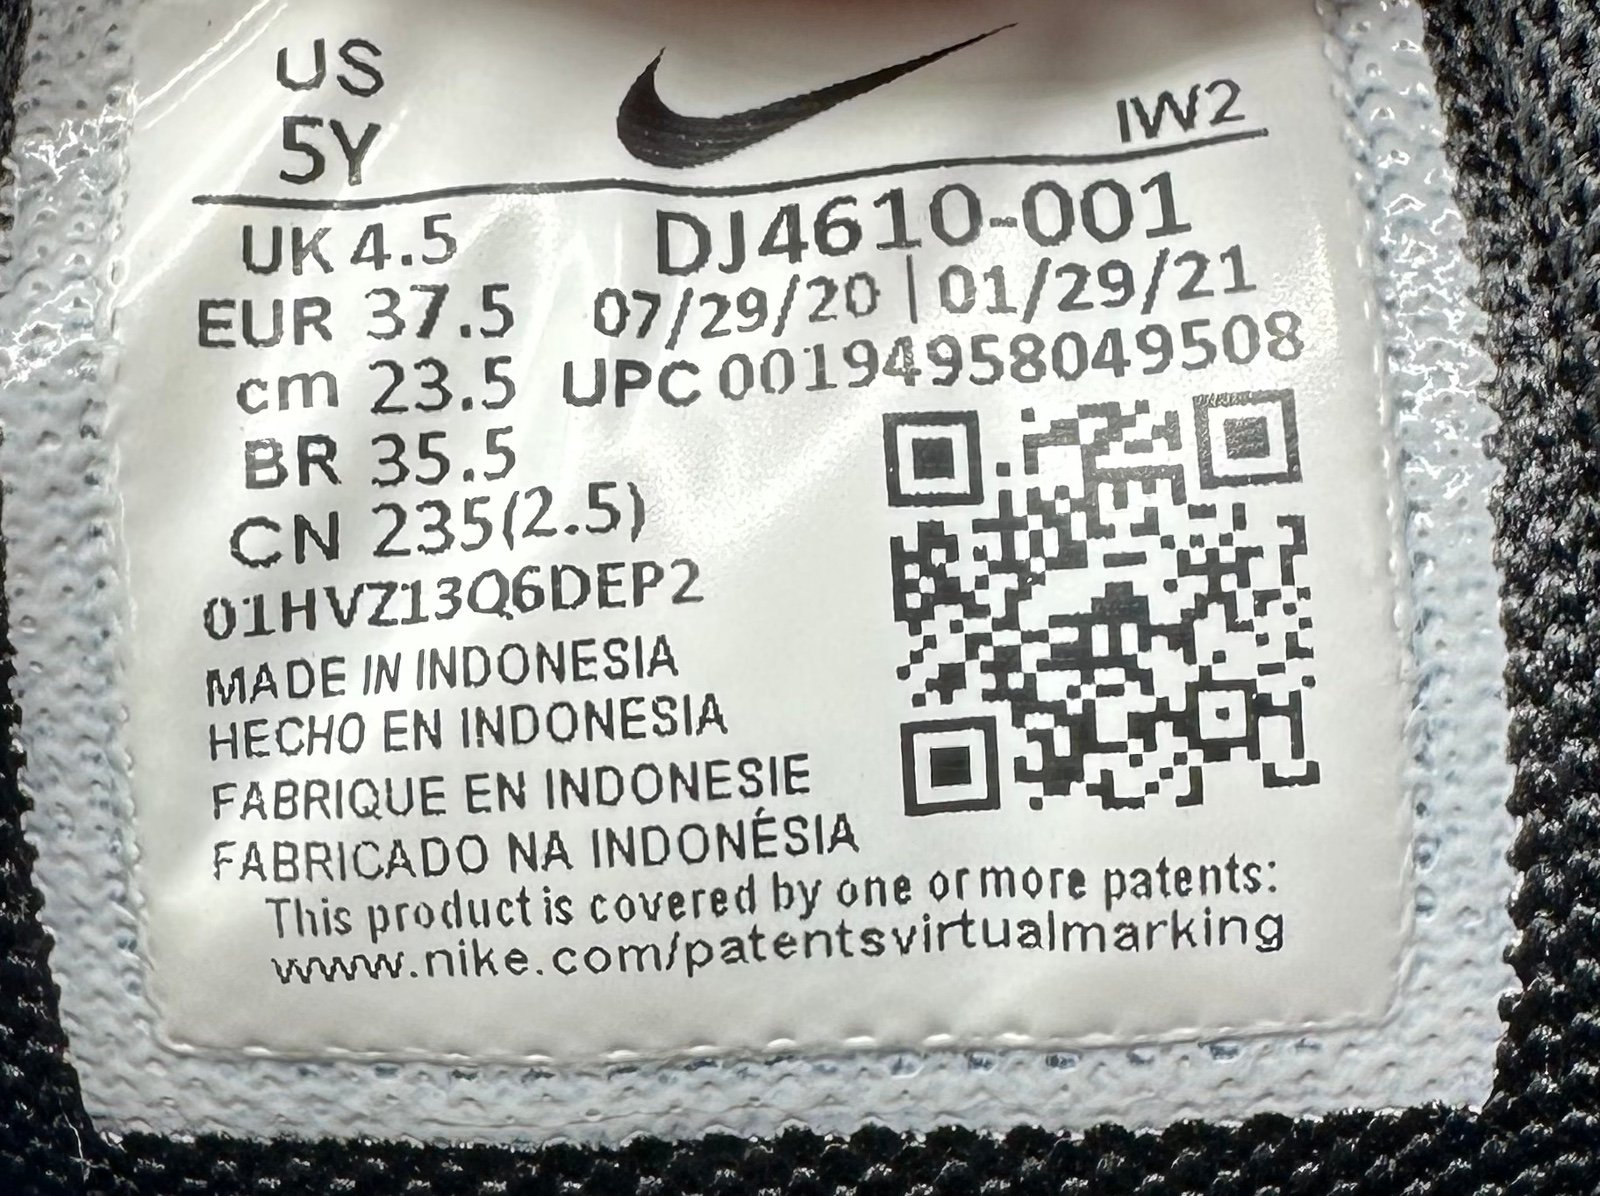 US
5Y
IW2
UK 4.5
DJ4610-001
EUR 37.5
07/29/20 | 01/29/21
cm 23.5
UPC 00194958049508
BR 35.5
CN 235(2.5)
01HVZ13Q6DEP2
MADE IN INDONESIA
HECHO EN INDONESIA
FABRIQUE EN INDONESIE
FABRICADO NA INDONÉSIA
This product is covered by one or more patents:
www.nike.com/patentsvirtualmarking